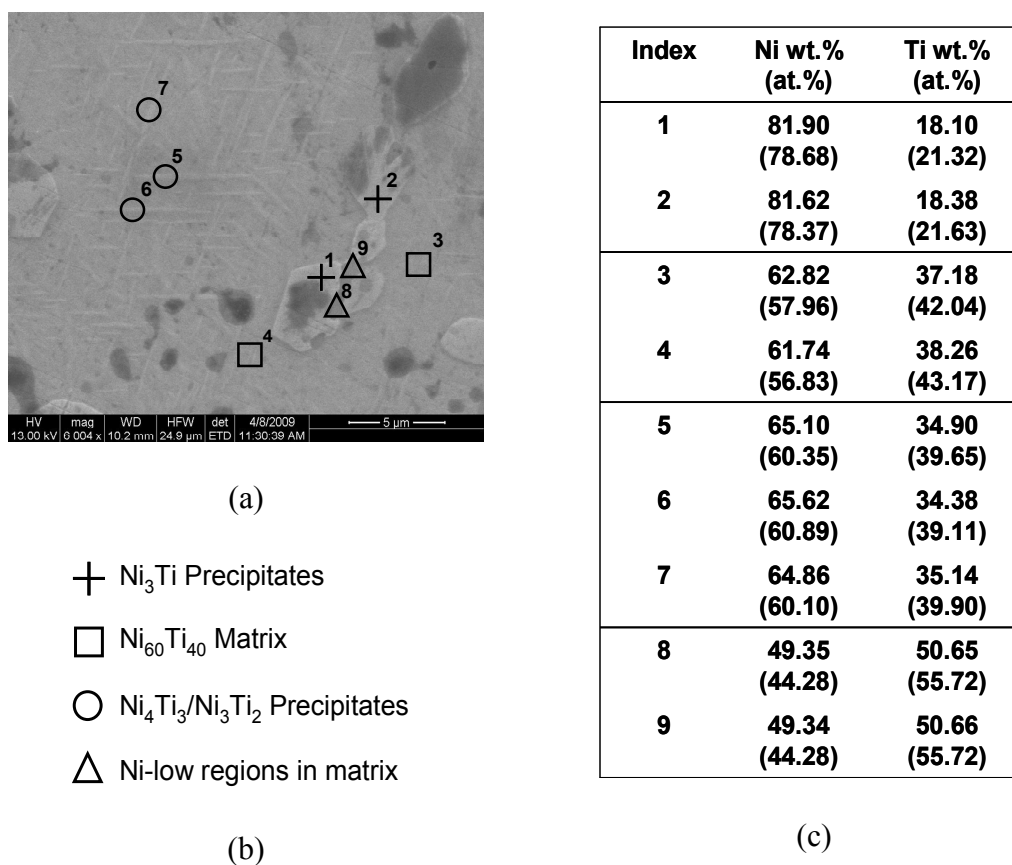 7
5
6
2
3
9
1
8
4
HV mag WD HFW det 4/8/2009 5 µm
13.00 kV 6 004 x 10.2 mm 24.9 µm ETD 11:30:39 AM
(a)
Ni₃Ti Precipitates
Ni₆₀Ti₄₀ Matrix
Ni₄Ti₃/Ni₃Ti₂ Precipitates
Ni-low regions in matrix
(b)
Index Ni wt.% Ti wt.%
(at.%) (at.%)
1 81.90 18.10
(78.68) (21.32)
2 81.62 18.38
(78.37) (21.63)
3 62.82 37.18
(57.96) (42.04)
4 61.74 38.26
(56.83) (43.17)
5 65.10 34.90
(60.35) (39.65)
6 65.62 34.38
(60.89) (39.11)
7 64.86 35.14
(60.10) (39.90)
8 49.35 50.65
(44.28) (55.72)
9 49.34 50.66
(44.28) (55.72)
(c)